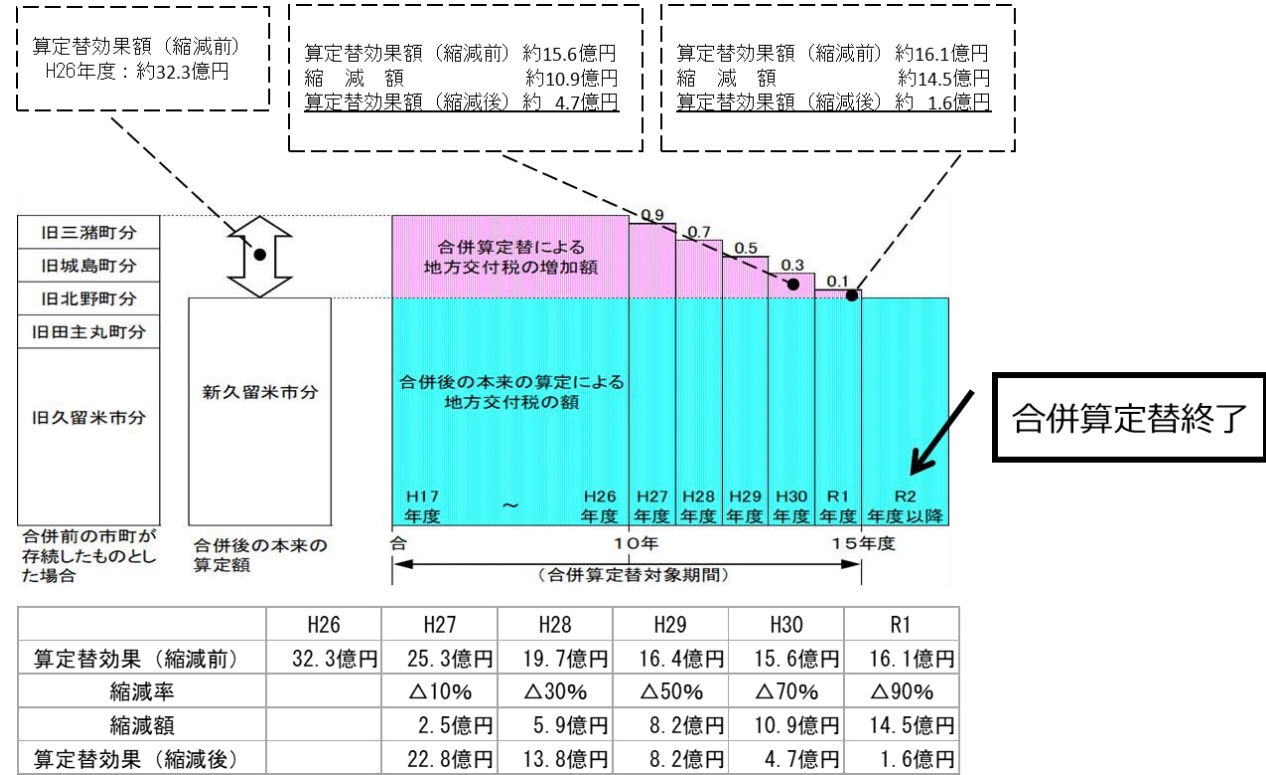 算定替効果額（縮減前）
H26年度：約32.3億円
算定替効果額（縮減前） 約15.6億円
縮 減 額 約10.9億円
算定替効果額（縮減後） 約 4.7億円
算定替効果額（縮減前） 約16.1億円
縮 減 額 約14.5億円
算定替効果額（縮減後） 約 1.6億円
旧三潴町分
旧城島町分
旧北野町分
旧田主丸町分
旧久留米市分
合併前の市町が
存続したものとし
た場合
新久留米市分
合併後の本来の
算定額
合併算定替による
地方交付税の増加額
0.9
0.7
0.5
0.3
0.1
合併後の本来の算定による
地方交付税の額
H17
年度
～
H26
年度
H27
年度
H28
年度
H29
年度
H30
年度
R1
年度
R2
年度以降
合 10年 15年度
（合併算定替対象期間）
合併算定替終了
H26 H27 H28 H29 H30 R1
算定替効果（縮減前） 32.3億円 25.3億円 19.7億円 16.4億円 15.6億円 16.1億円
縮減率 △10% △30% △50% △70% △90%
縮減額 2.5億円 5.9億円 8.2億円 10.9億円 14.5億円
算定替効果（縮減後） 22.8億円 13.8億円 8.2億円 4.7億円 1.6億円